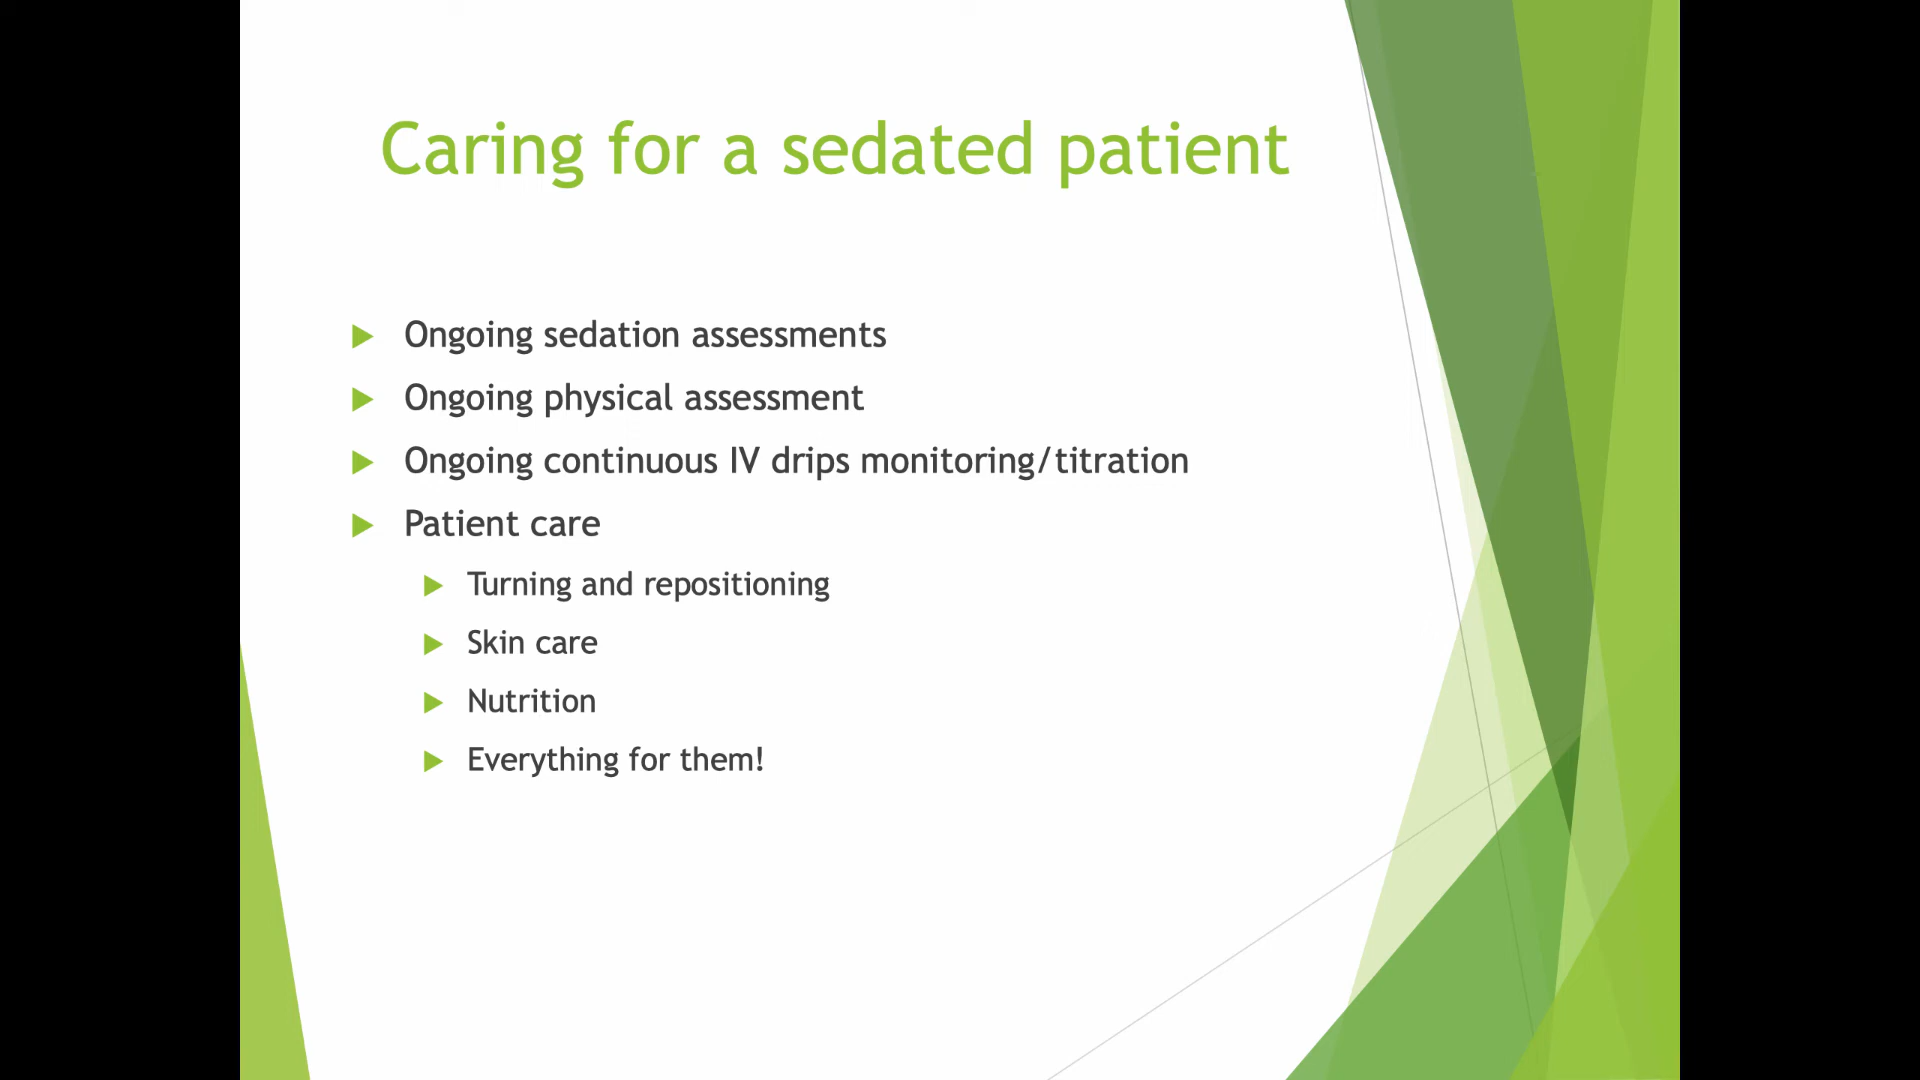 Caring for a sedated patient
Ongoing sedation assessments
Ongoing physical assessment
Ongoing continuous IV drips monitoring/titration
Patient care
Turning and repositioning
Skin care
Nutrition
Everything for them!